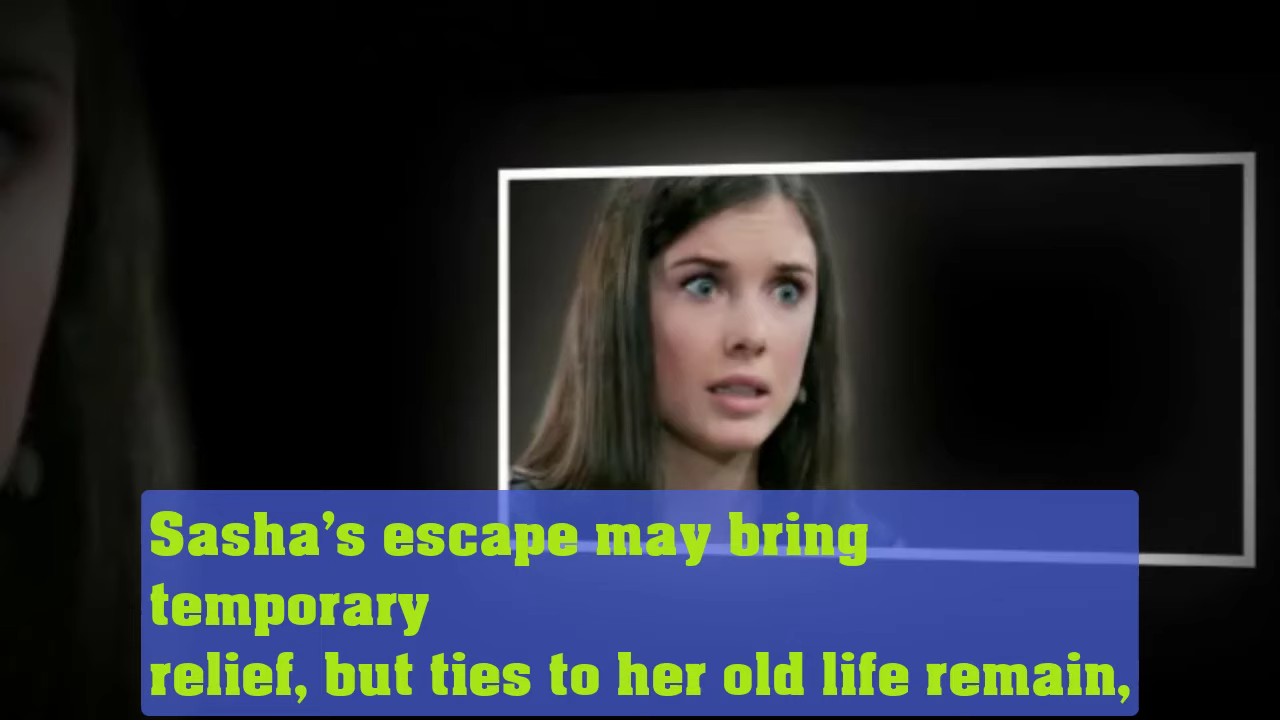 Sasha’s escape may bring
temporary
relief, but ties to her old life remain,